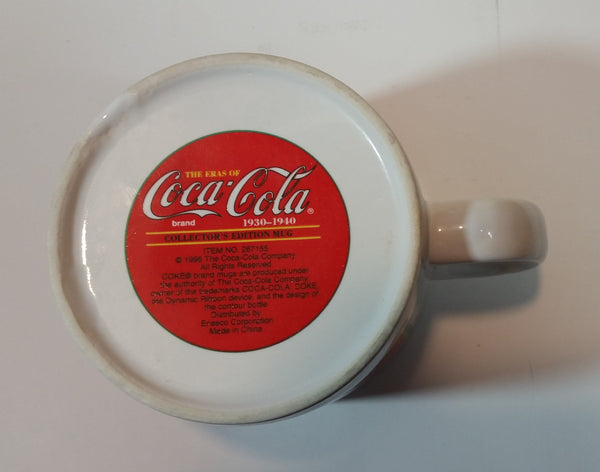 THE ERAS OF
Coca-Cola®
brand 1930–1940
COLLECTOR'S EDITION MUG
ITEM NO. 267155
© 1996 The Coca-Cola Company
All Rights Reserved
COKE® brand mugs are produced under
the authority of The Coca-Cola Company,
owner of the trademarks COCA-COLA, COKE,
the Dynamic Ribbon device, and the design of
the contour bottle.
Distributed by
Enesco Corporation
Made in China